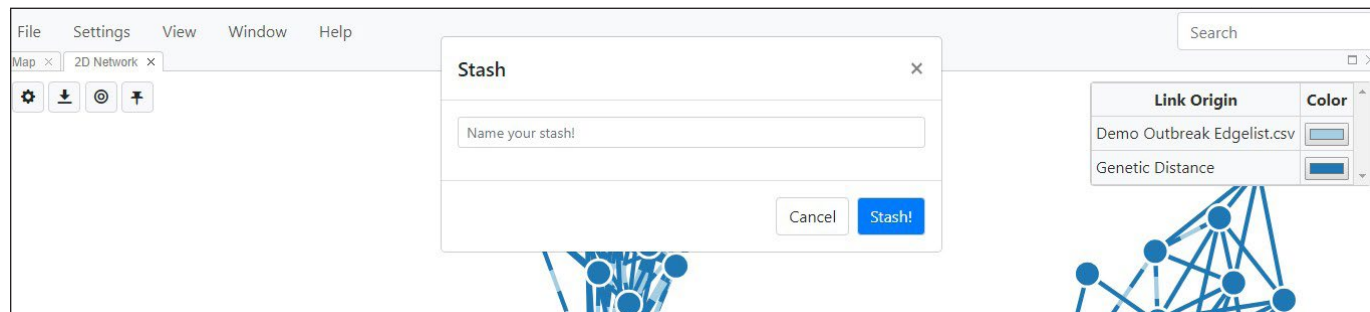 File Settings View Window Help
Search
Map × 2D Network ×
Stash ×
Name your stash!
Cancel Stash!
Link Origin Color
Demo Outbreak Edgelist.csv
Genetic Distance